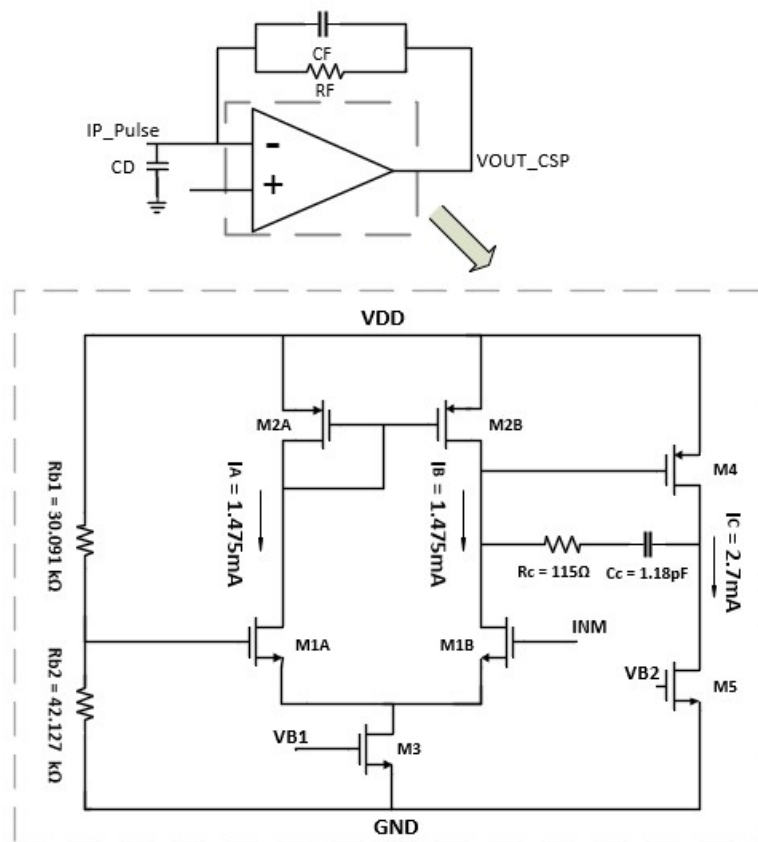 CF
RF
IP_Pulse
CD
-
+
VOUT_CSP
VDD
M2A
M2B
M4
IA = 1.475mA
IB = 1.475mA
IC = 2.7mA
Rb1 = 30.091 kΩ
Rc = 115Ω
Cc = 1.18pF
M1A
M1B
INM
Rb2 = 42.127 kΩ
VB2
M5
VB1
M3
GND